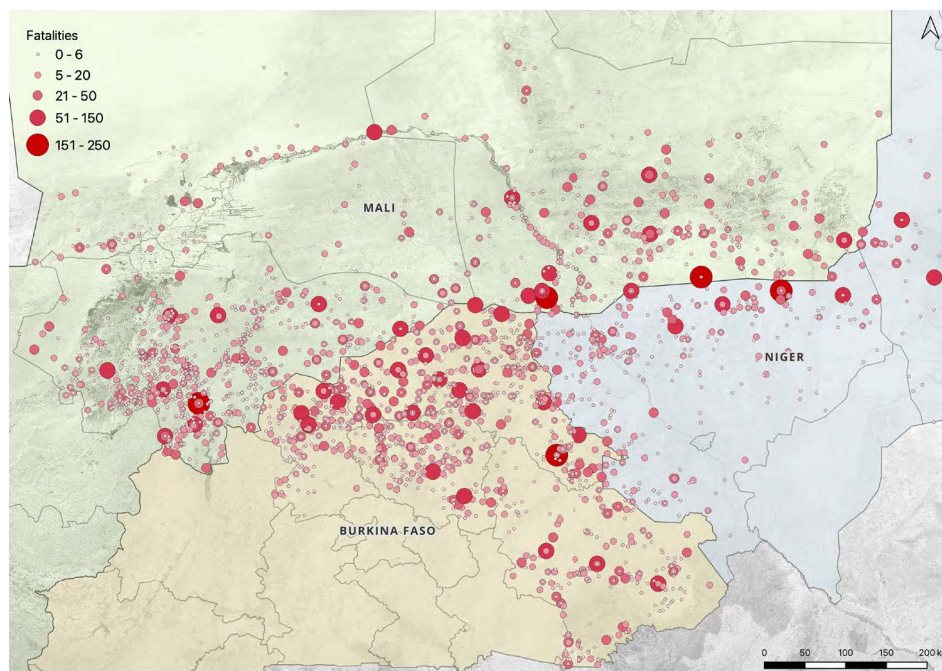 Fatalities
0 - 6
5 - 20
21 - 50
51 - 150
151 - 250
MALI
NIGER
BURKINA FASO
0 50 100 150 200 k